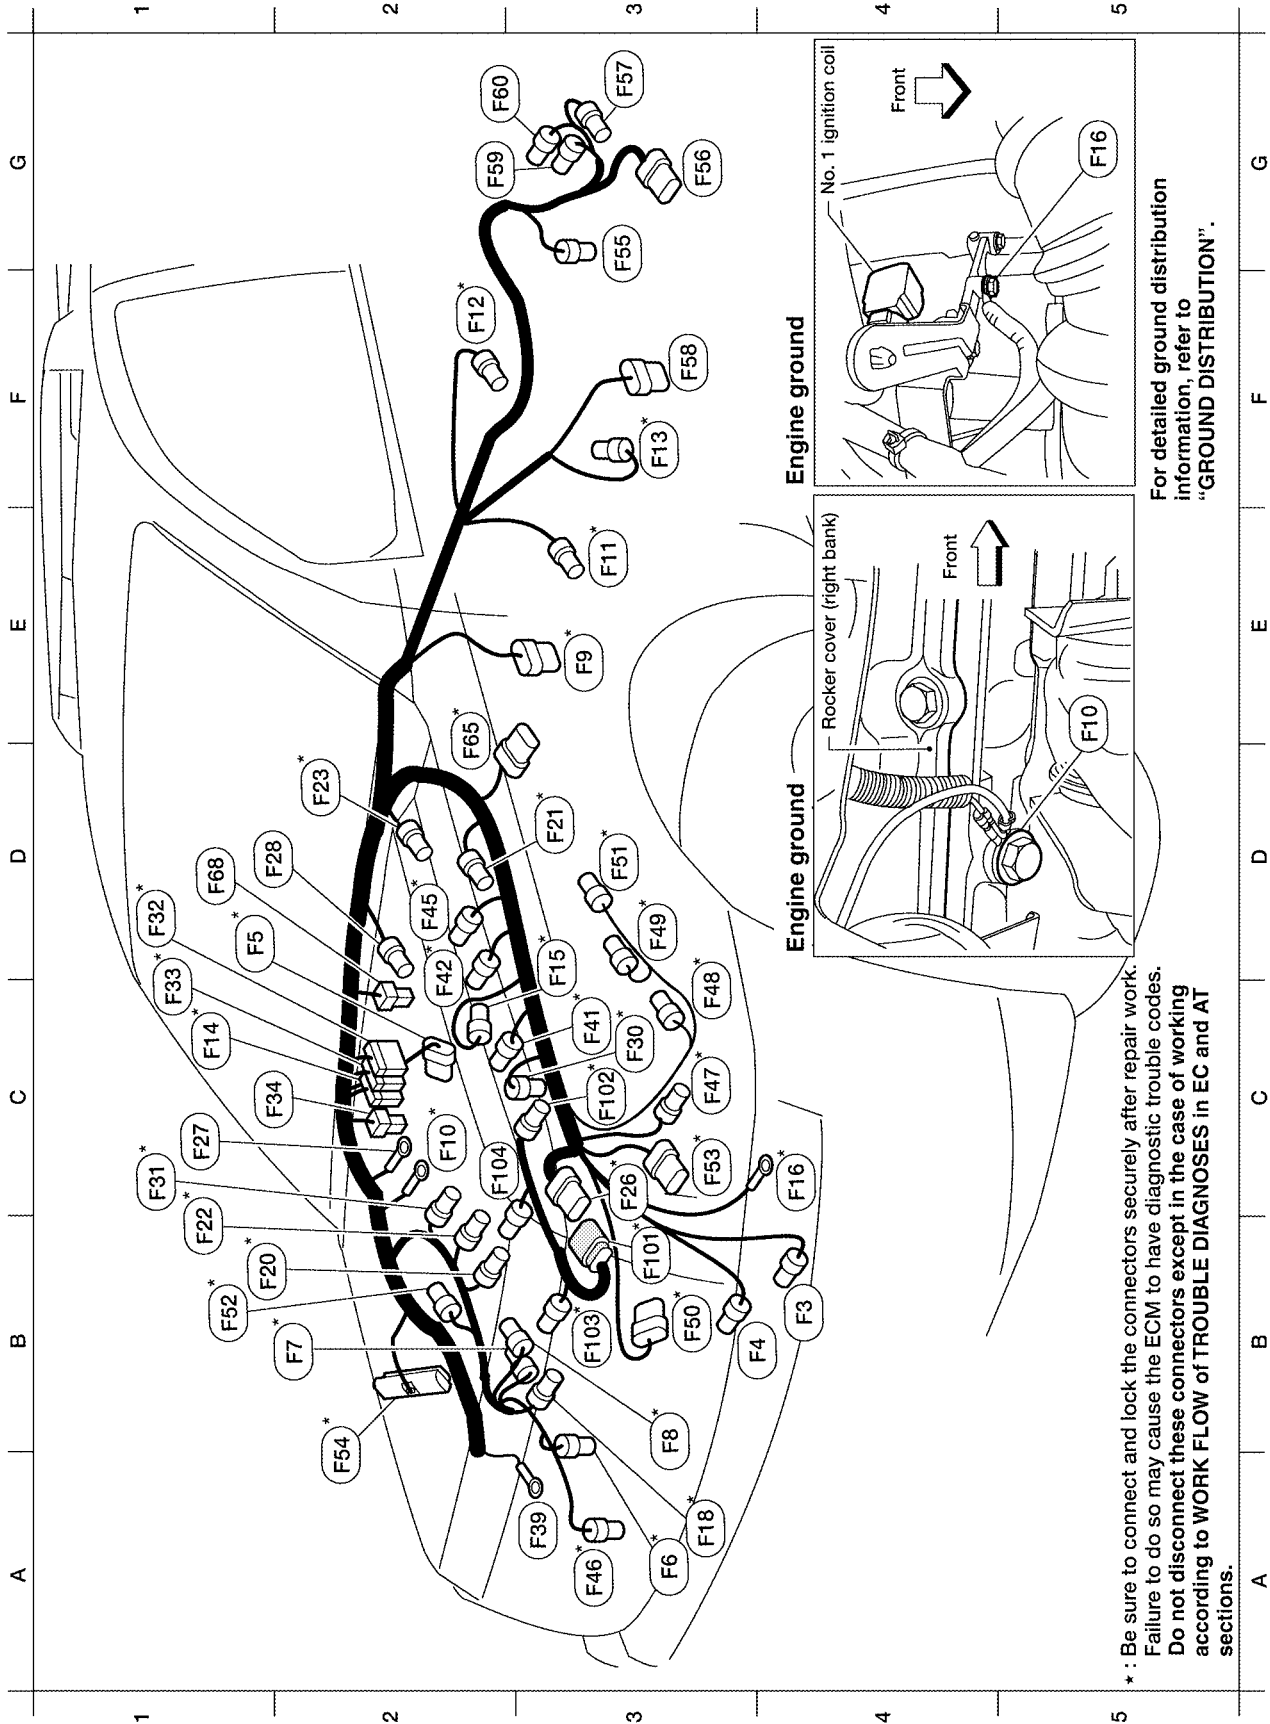 A B C D E F G
1
F32*
F33*
F14*
F5*
F68
F28
F23*
F31*
F22*
F20*
F52*
F7*
F27
F34
2
F54*
F10*
F42*
F45*
F65*
F12*
F60
F59
F104
F15*
F21*
F9*
F39
F103*
F102*
F41*
F30*
F11*
F55
F57
3
F46*
F6*
F18*
F8*
F50*
F101*
F26*
F53*
F47*
F48*
F49*
F51*
F13*
F58
F56
F4
F3
F16*
Engine ground
Rocker cover (right bank)
Front
F10
Engine ground
No. 1 ignition coil
Front
F16
4
5
* : Be sure to connect and lock the connectors securely after repair work.
Failure to do so may cause the ECM to have diagnostic trouble codes.
Do not disconnect these connectors except in the case of working
according to WORK FLOW of TROUBLE DIAGNOSES in EC and AT
sections.
For detailed ground distribution
information, refer to
“GROUND DISTRIBUTION”.
1
2
3
4
5
A B C D E F G